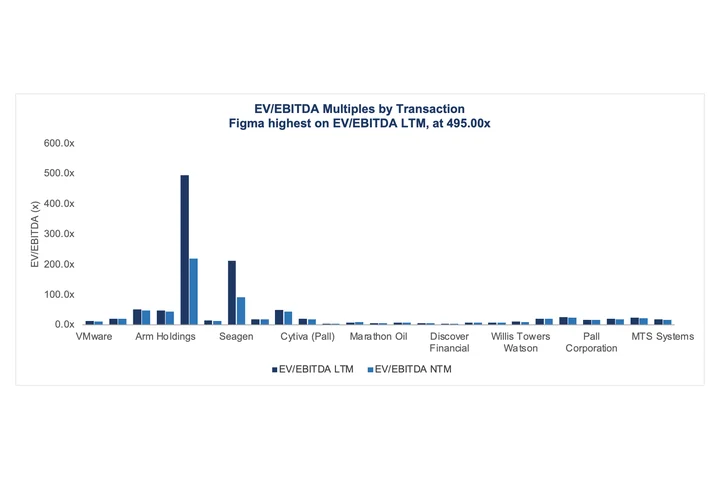 EV/EBITDA Multiples by Transaction
Figma highest on EV/EBITDA LTM, at 495.00x
600.0x
500.0x
400.0x
300.0x
200.0x
100.0x
0.0x
EV/EBITDA (x)
VMware
Arm Holdings
Seagen
Cytiva (Pall)
Marathon Oil
Discover
Financial
Willis Towers
Watson
Pall
Corporation
MTS Systems
EV/EBITDA LTM
EV/EBITDA NTM